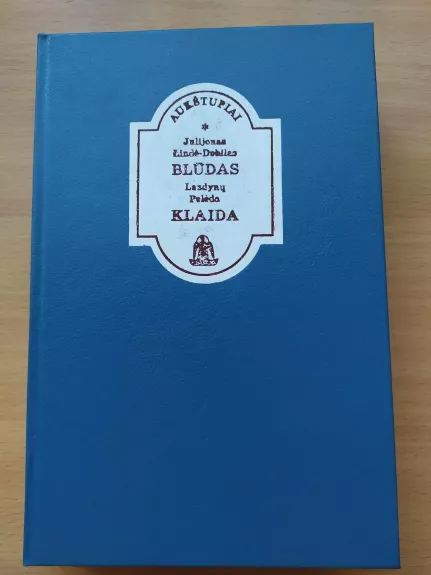 AUKŠTUPIAI
*
Julijonas
Lindė-Dobilas
BLŪDAS
Lazdynų
Pelėda
KLAIDA